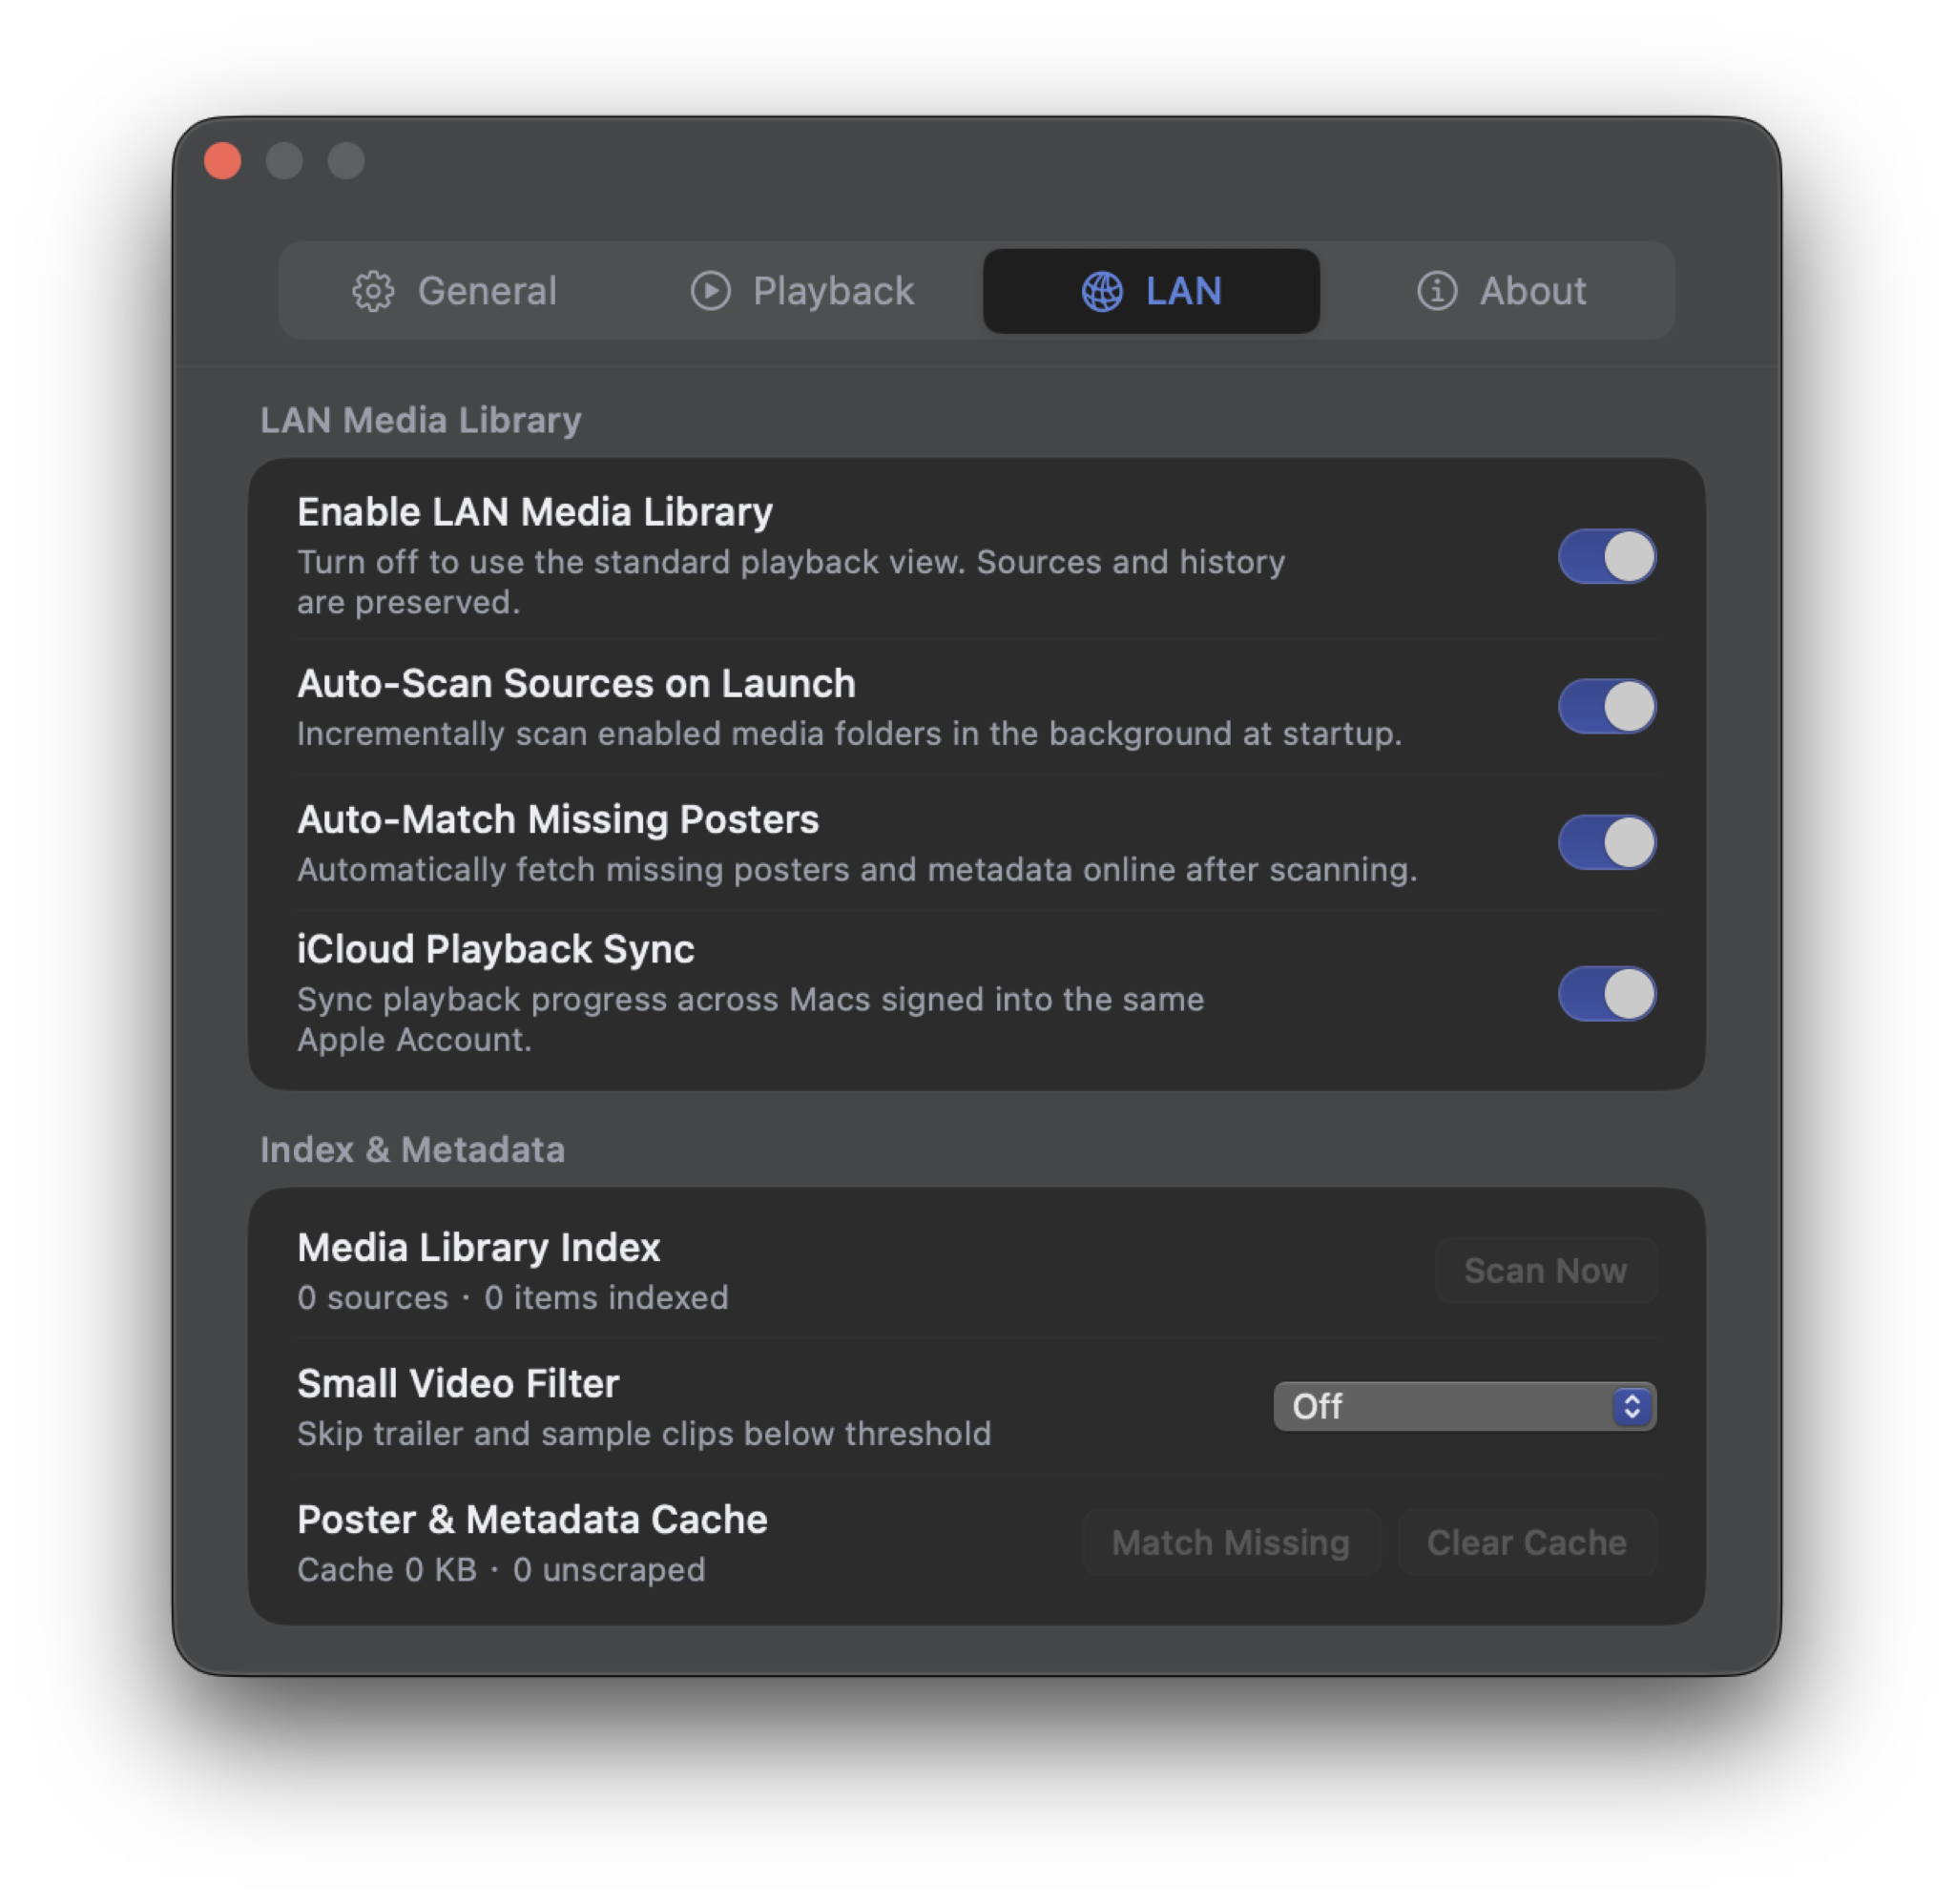 General
Playback
LAN
About
LAN Media Library
Enable LAN Media Library
Turn off to use the standard playback view. Sources and history
are preserved.
Auto-Scan Sources on Launch
Incrementally scan enabled media folders in the background at startup.
Auto-Match Missing Posters
Automatically fetch missing posters and metadata online after scanning.
iCloud Playback Sync
Sync playback progress across Macs signed into the same
Apple Account.
Index & Metadata
Media Library Index
0 sources · 0 items indexed
Scan Now
Small Video Filter
Skip trailer and sample clips below threshold
Off
Poster & Metadata Cache
Cache 0 KB · 0 unscraped
Match Missing
Clear Cache